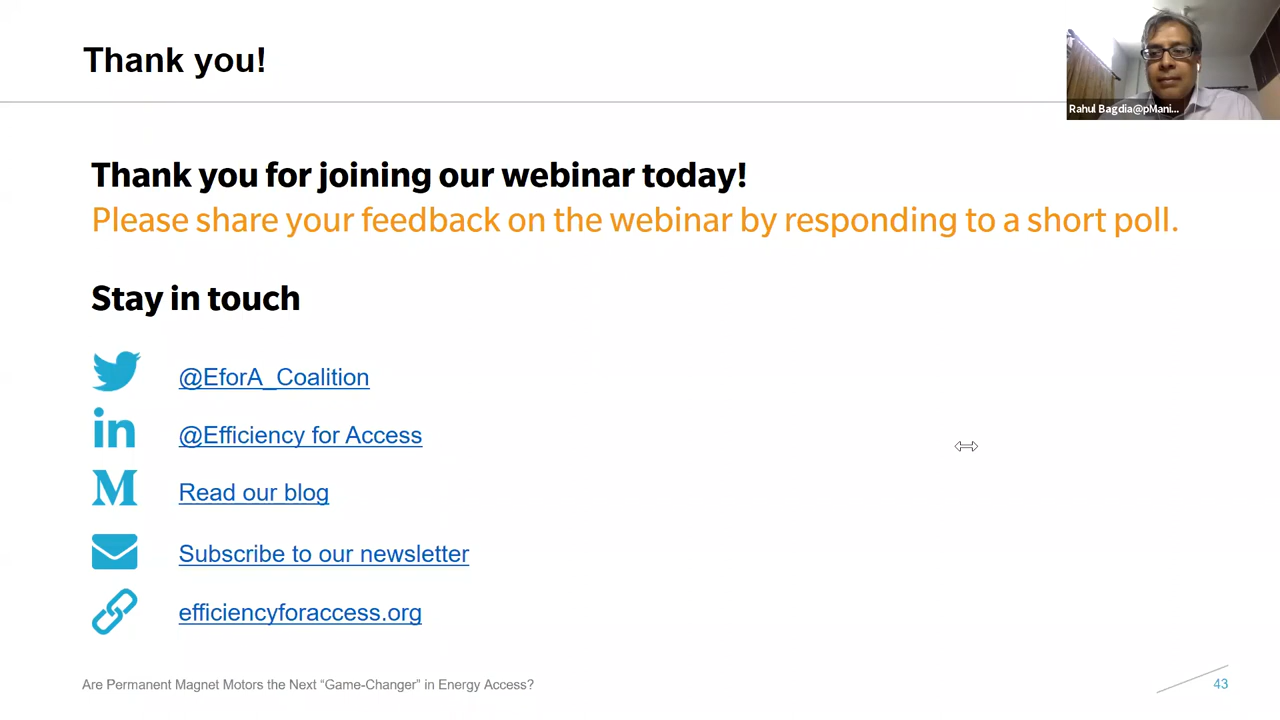 Thank you!
Rahul Bagdia@pMani...
Thank you for joining our webinar today!
Please share your feedback on the webinar by responding to a short poll.
Stay in touch
@EforA_Coalition
in
@Efficiency for Access
M
Read our blog
Subscribe to our newsletter
efficiencyforaccess.org
Are Permanent Magnet Motors the Next “Game-Changer” in Energy Access?
43